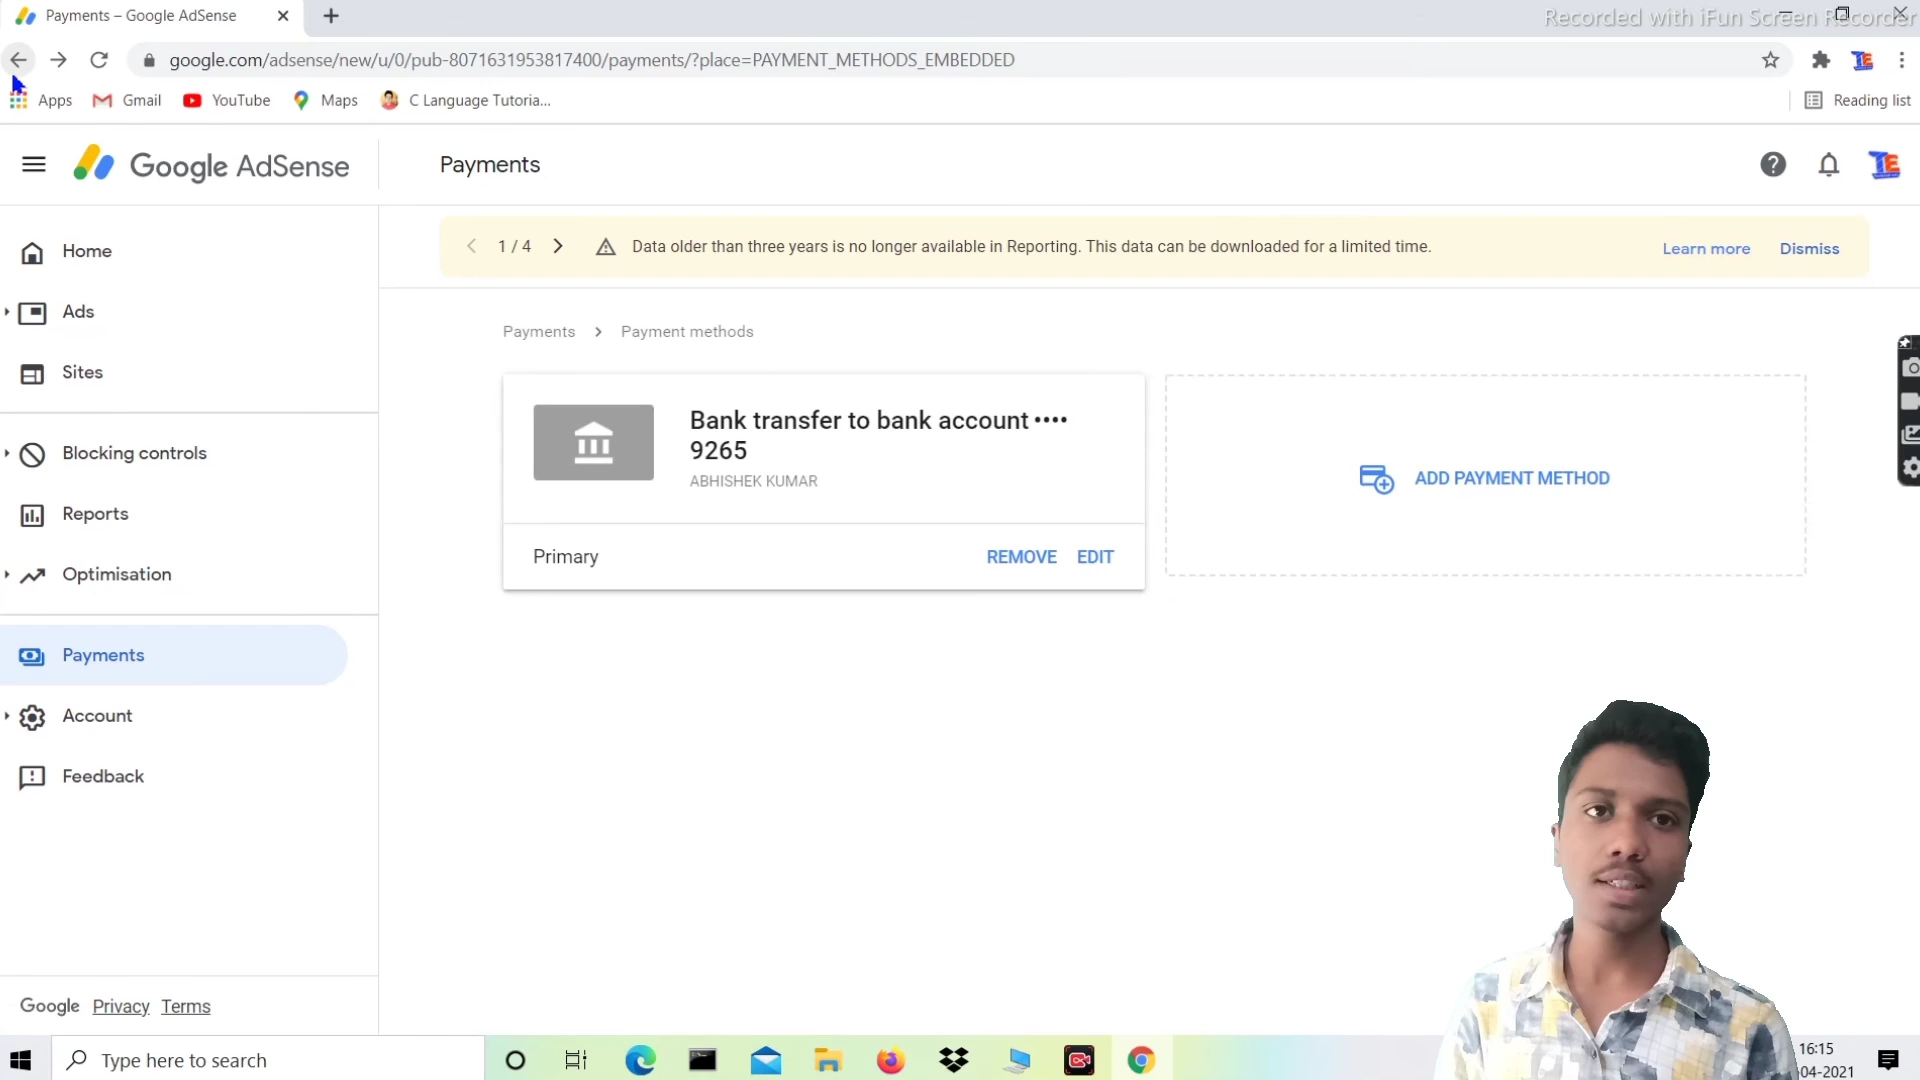 Payments – Google AdSense
Recorded with iFun Screen Recorder
google.com/adsense/new/u/0/pub-8071631953817400/payments/?place=PAYMENT_METHODS_EMBEDDED
TE
Apps
Gmail
YouTube
Maps
C Language Tutoria...
Reading list
Google AdSense
Payments
TE
Home
Ads
Sites
Blocking controls
Reports
Optimisation
Payments
Account
Feedback
1 / 4
Data older than three years is no longer available in Reporting. This data can be downloaded for a limited time.
Learn more
Dismiss
Payments > Payment methods
Bank transfer to bank account ••••
9265
ABHISHEK KUMAR
Primary
REMOVE
EDIT
ADD PAYMENT METHOD
Google Privacy Terms
Type here to search
16:15
04-2021